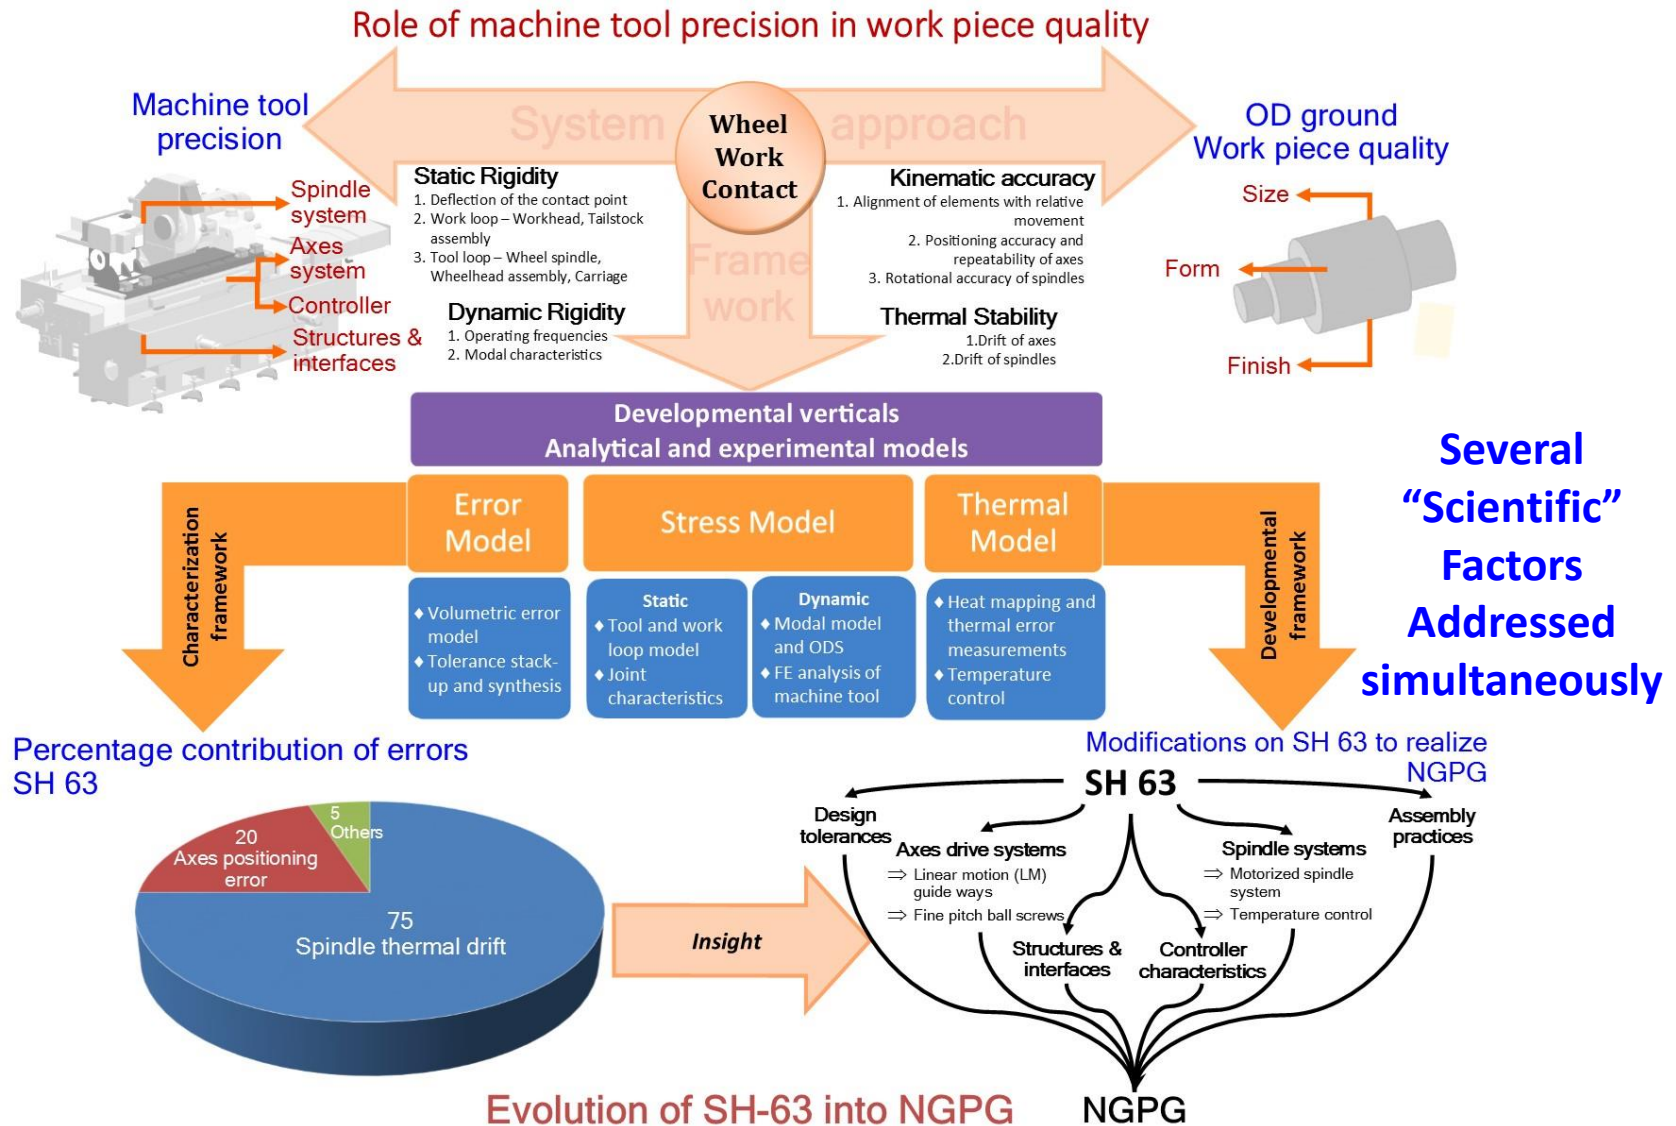 Role of machine tool precision in work piece quality
Machine tool
precision
System approach
Wheel
Work
Contact
OD ground
Work piece quality
Spindle
system
Axes
system
Controller
Structures &
interfaces
Static Rigidity
1. Deflection of the contact point
2. Work loop – Workhead, Tailstock
assembly
3. Tool loop – Wheel spindle,
Wheelhead assembly, Carriage
Dynamic Rigidity
1. Operating frequencies
2. Modal characteristics
Frame
work
Kinematic accuracy
1. Alignment of elements with relative
movement
2. Positioning accuracy and
repeatability of axes
3. Rotational accuracy of spindles
Thermal Stability
1.Drift of axes
2.Drift of spindles
Size
Form
Finish
Developmental verticals
Analytical and experimental models
Characterization
framework
Error
Model
Stress Model
Thermal
Model
Developmental
framework
♦ Volumetric error
model
♦ Tolerance stack-
up and synthesis
Static
♦ Tool and work
loop model
♦ Joint
characteristics
Dynamic
♦ Modal model
and ODS
♦ FE analysis of
machine tool
♦ Heat mapping and
thermal error
measurements
♦ Temperature
control
Several
“Scientific”
Factors
Addressed
simultaneously
Percentage contribution of errors
SH 63
5
Others
20
Axes positioning
error
75
Spindle thermal drift
Insight
Modifications on SH 63 to realize
NGPG
SH 63
Design
tolerances
Axes drive systems
⇒ Linear motion (LM)
guide ways
⇒ Fine pitch ball screws
Spindle systems
⇒ Motorized spindle
system
⇒ Temperature control
Assembly
practices
Structures &
interfaces
Controller
characteristics
Evolution of SH-63 into NGPG
NGPG